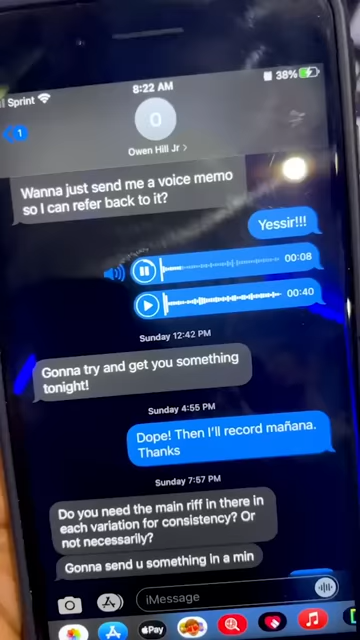 Sprint
8:22 AM
38%
1
O
Owen Hill Jr >
Wanna just send me a voice memo
so I can refer back to it?
Yessir!!!
00:08
00:40
Sunday 12:42 PM
Gonna try and get you something
tonight!
Sunday 4:55 PM
Dope! Then I'll record mañana.
Thanks
Sunday 7:57 PM
Do you need the main riff in there in
each variation for consistency? Or
not necessarily?
Gonna send u something in a min
iMessage
Pay